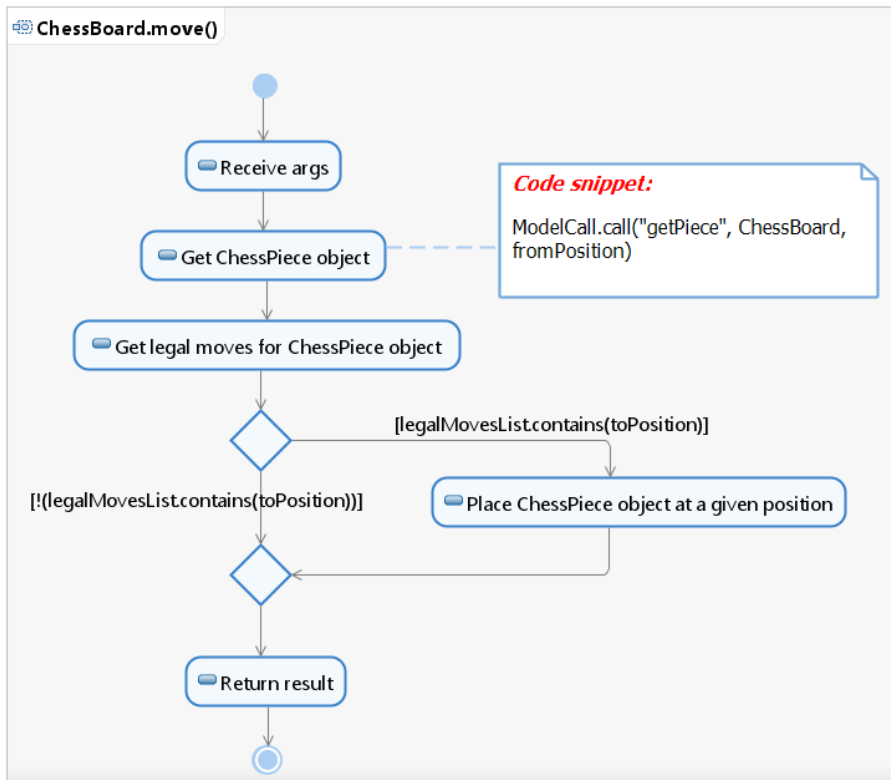 ChessBoard.move()
Receive args
Code snippet:
ModelCall.call("getPiece", ChessBoard,
fromPosition)
Get ChessPiece object
Get legal moves for ChessPiece object
[legalMovesList.contains(toPosition)]
[!(legalMovesList.contains(toPosition))]
Place ChessPiece object at a given position
Return result